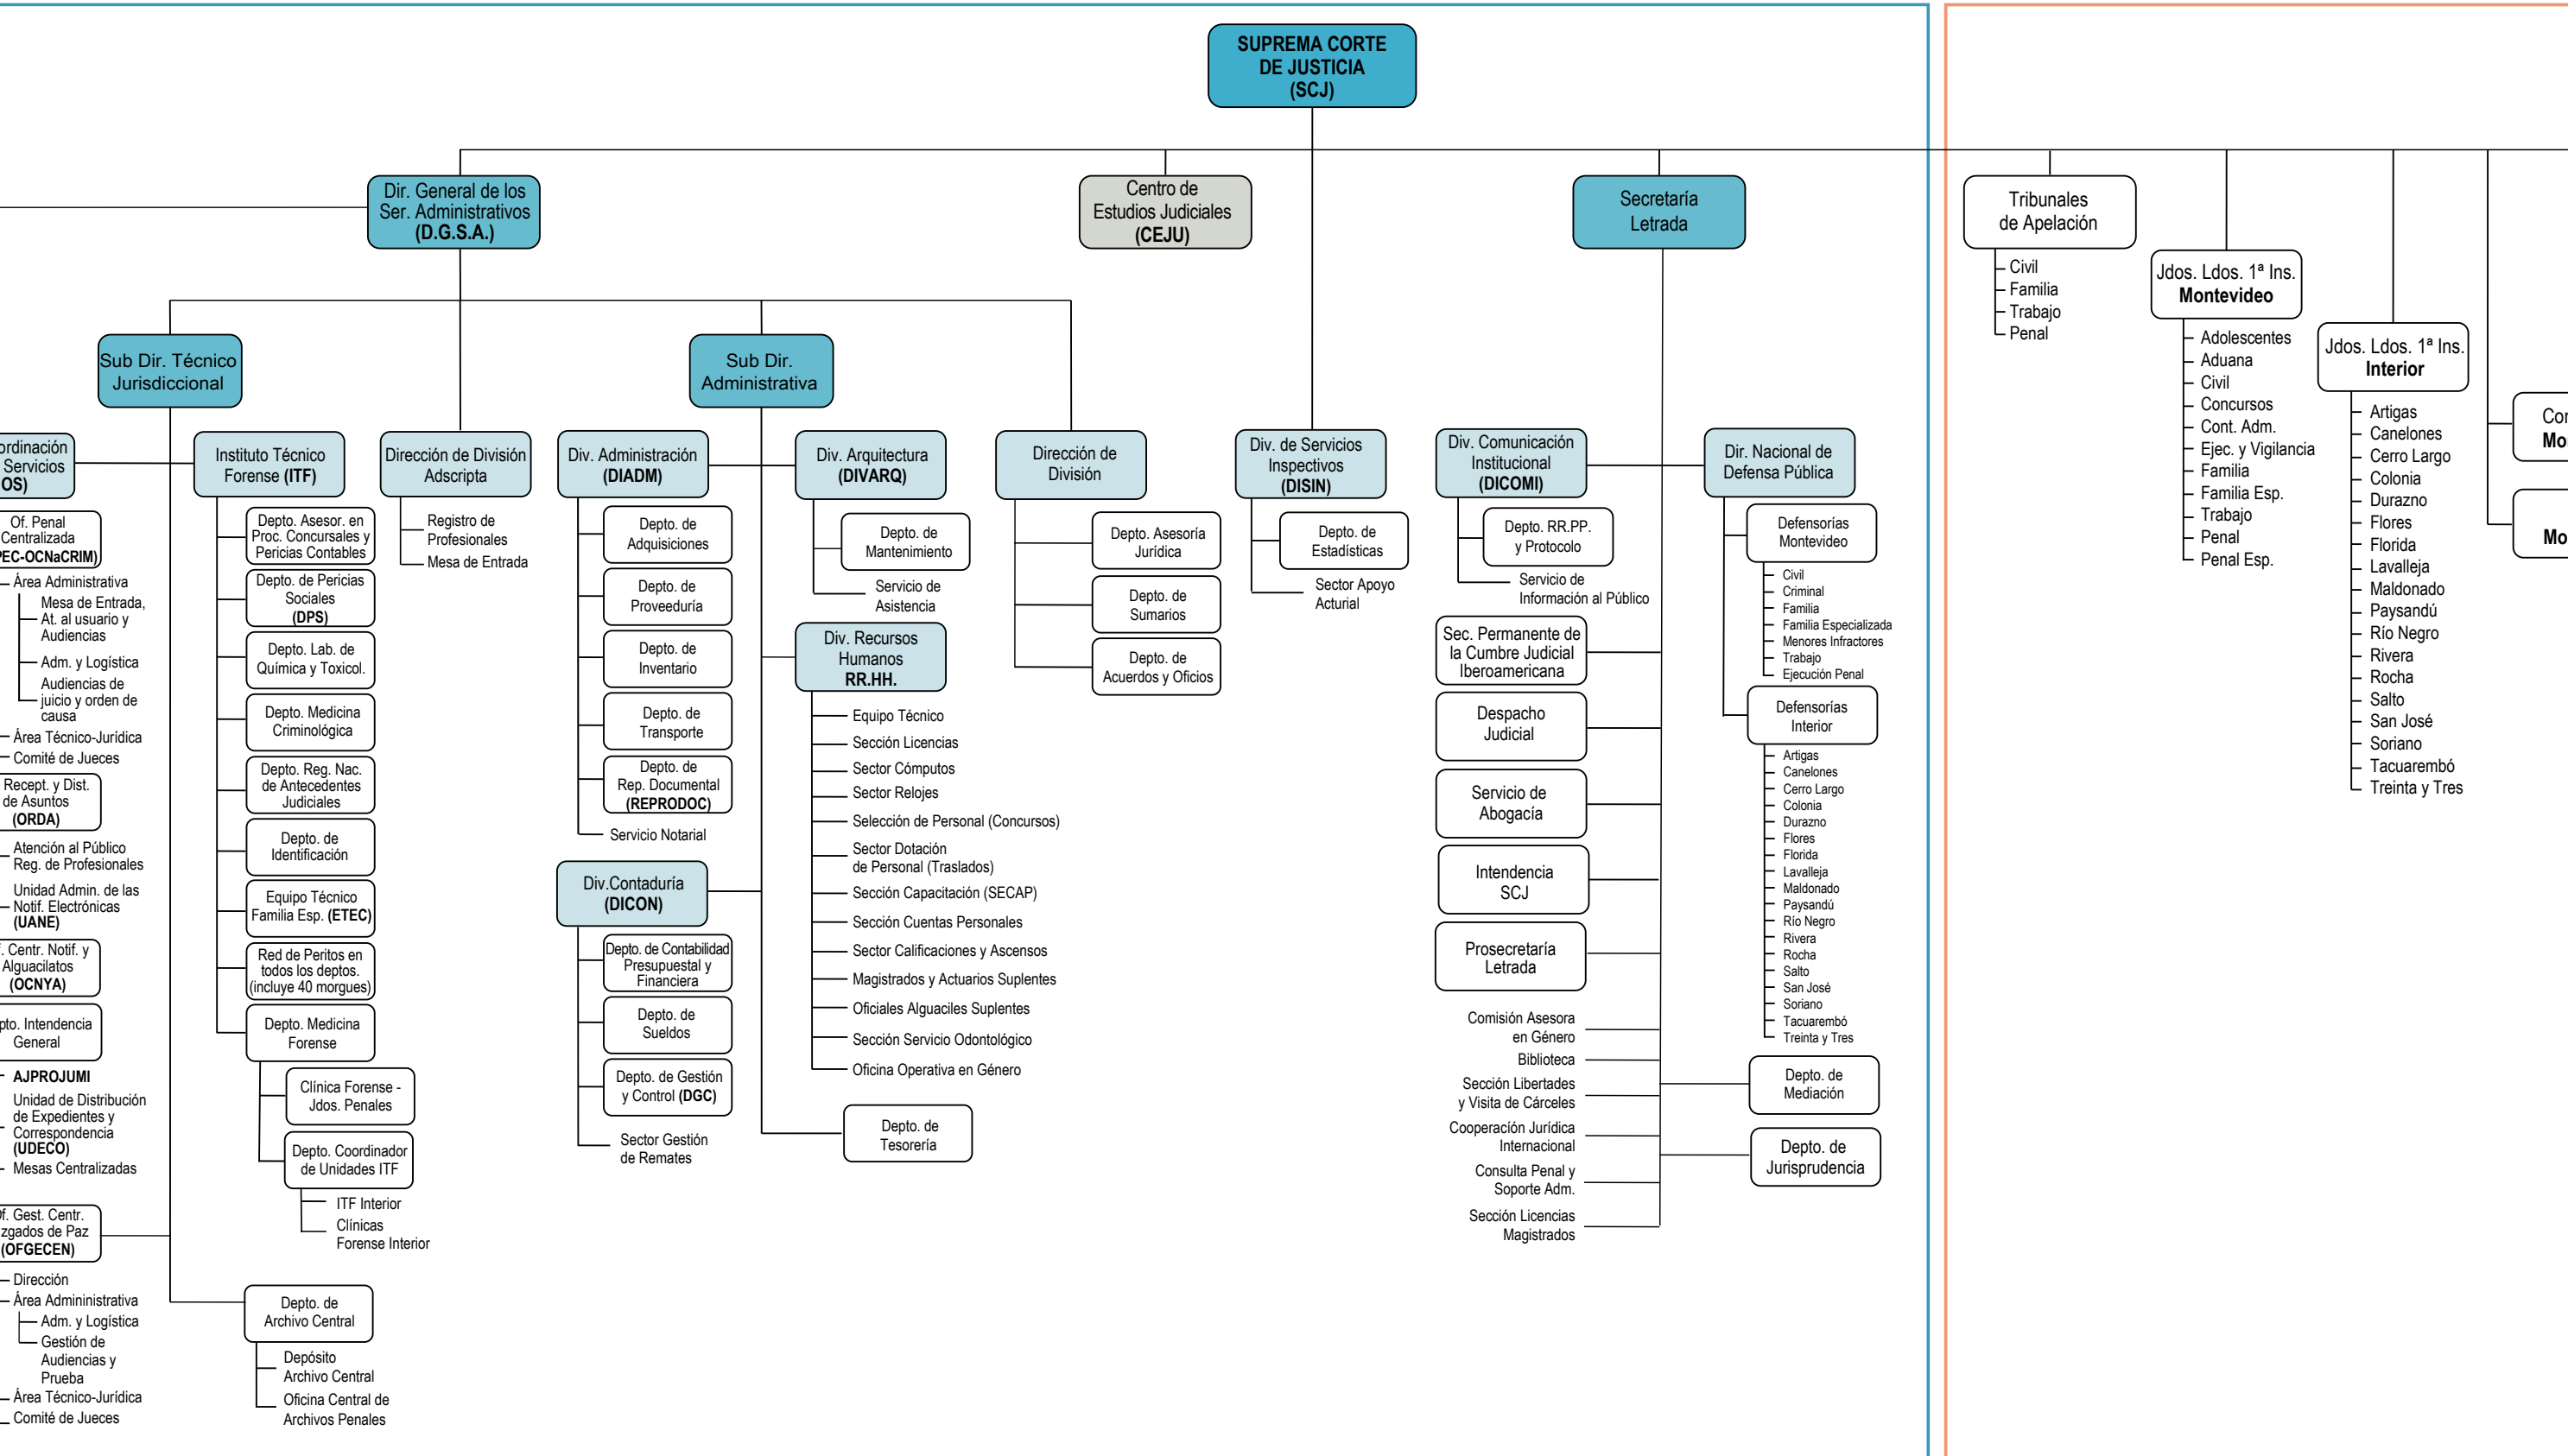 SUPREMA CORTE
DE JUSTICIA
(SCJ)
Dir. General de los
Ser. Administrativos
(D.G.S.A.)
Centro de
Estudios Judiciales
(CEJU)
Secretaría
Letrada
Tribunales
de Apelación
Civil
Familia
Trabajo
Penal
Jdos. Ldos. 1ª Ins.
Montevideo
Adolescentes
Aduana
Civil
Concursos
Cont. Adm.
Ejec. y Vigilancia
Familia
Familia Esp.
Trabajo
Penal
Penal Esp.
Jdos. Ldos. 1ª Ins.
Interior
Artigas
Canelones
Cerro Largo
Colonia
Durazno
Flores
Florida
Lavalleja
Maldonado
Paysandú
Río Negro
Rivera
Rocha
Salto
San José
Soriano
Tacuarembó
Treinta y Tres
Sub Dir. Técnico
Jurisdiccional
Sub Dir.
Administrativa
Servicios
Of. Penal
Centralizada
Área Administrativa
Mesa de Entrada,
At. al usuario y
Audiencias
Adm. y Logística
Audiencias de
juicio y orden de
causa
Área Técnico-Jurídica
Comité de Jueces
Recept. y Dist.
de Asuntos
(ORDA)
Atención al Público
Reg. de Profesionales
Unidad Admin. de las
Notif. Electrónicas
(UANE)
Centr. Notif. y
Alguacilatos
(OCNYA)
Intendencia
General
AJPROJUMI
Unidad de Distribución
de Expedientes y
Correspondencia
(UDECO)
Mesas Centralizadas
Gest. Centr.
de Paz
(OFGECEN)
Dirección
Área Admininistrativa
Adm. y Logística
Gestión de
Audiencias y
Prueba
Área Técnico-Jurídica
Comité de Jueces
Instituto Técnico
Forense (ITF)
Depto. Asesor. en
Proc. Concursales y
Pericias Contables
Depto. de Pericias
Sociales
(DPS)
Depto. Lab. de
Química y Toxicol.
Depto. Medicina
Criminológica
Depto. Reg. Nac.
de Antecedentes
Judiciales
Depto. de
Identificación
Equipo Técnico
Familia Esp. (ETEC)
Red de Peritos en
todos los deptos.
(incluye 40 morgues)
Depto. Medicina
Forense
Clínica Forense -
Jdos. Penales
Depto. Coordinador
de Unidades ITF
ITF Interior
Clínicas
Forense Interior
Depto. de
Archivo Central
Depósito
Archivo Central
Oficina Central de
Archivos Penales
Dirección de División
Adscripta
Registro de
Profesionales
Mesa de Entrada
Div. Administración
(DIADM)
Depto. de
Adquisiciones
Depto. de
Proveeduría
Depto. de
Inventario
Depto. de
Transporte
Depto. de
Rep. Documental
(REPRODOC)
Servicio Notarial
Div.Contaduría
(DICON)
Depto. de Contabilidad
Presupuestal y
Financiera
Depto. de
Sueldos
Depto. de Gestión
y Control (DGC)
Sector Gestión
de Remates
Div. Arquitectura
(DIVARQ)
Depto. de
Mantenimiento
Servicio de
Asistencia
Div. Recursos
Humanos
RR.HH.
Equipo Técnico
Sección Licencias
Sector Cómputos
Sector Relojes
Selección de Personal (Concursos)
Sector Dotación
de Personal (Traslados)
Sección Capacitación (SECAP)
Sección Cuentas Personales
Sector Calificaciones y Ascensos
Magistrados y Actuarios Suplentes
Oficiales Alguaciles Suplentes
Sección Servicio Odontológico
Oficina Operativa en Género
Depto. de
Tesorería
Dirección de
División
Depto. Asesoría
Jurídica
Depto. de
Sumarios
Depto. de
Acuerdos y Oficios
Div. de Servicios
Inspectivos
(DISIN)
Depto. de
Estadísticas
Sector Apoyo
Acturial
Div. Comunicación
Institucional
(DICOMI)
Depto. RR.PP.
y Protocolo
Servicio de
Información al Público
Sec. Permanente de
la Cumbre Judicial
Iberoamericana
Despacho
Judicial
Servicio de
Abogacía
Intendencia
SCJ
Prosecretaría
Letrada
Comisión Asesora
en Género
Biblioteca
Sección Libertades
y Visita de Cárceles
Cooperación Jurídica
Internacional
Consulta Penal y
Soporte Adm.
Sección Licencias
Magistrados
Dir. Nacional de
Defensa Pública
Defensorías
Montevideo
Civil
Criminal
Familia
Familia Especializada
Menores Infractores
Trabajo
Ejecución Penal
Defensorías
Interior
Artigas
Canelones
Cerro Largo
Colonia
Durazno
Flores
Florida
Lavalleja
Maldonado
Paysandú
Río Negro
Rivera
Rocha
Salto
San José
Soriano
Tacuarembó
Treinta y Tres
Depto. de
Mediación
Depto. de
Jurisprudencia